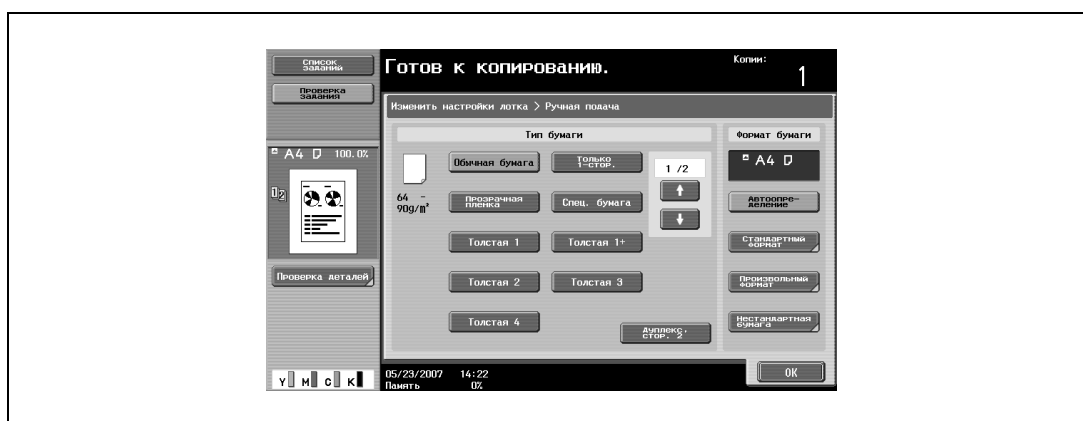 Список заданий
Проверка задания
Готов к копированию.
Копии: 1
Изменить настройки лотка > Ручная подача
Тип бумаги
Формат бумаги
A4 100.0%
12
64 - 90g/m²
Обычная бумага
Только 1-стор.
1 /2
A4
Прозрачная пленка
Спец. бумага
Автоопре-
деление
Толстая 1
Толстая 1+
Стандартный формат
Проверка деталей
Толстая 2
Толстая 3
Произвольный формат
Толстая 4
Дуплекс, стор. 2
Нестандартная бумага
Y M C K
05/23/2007 14:22
Память 0%
OK